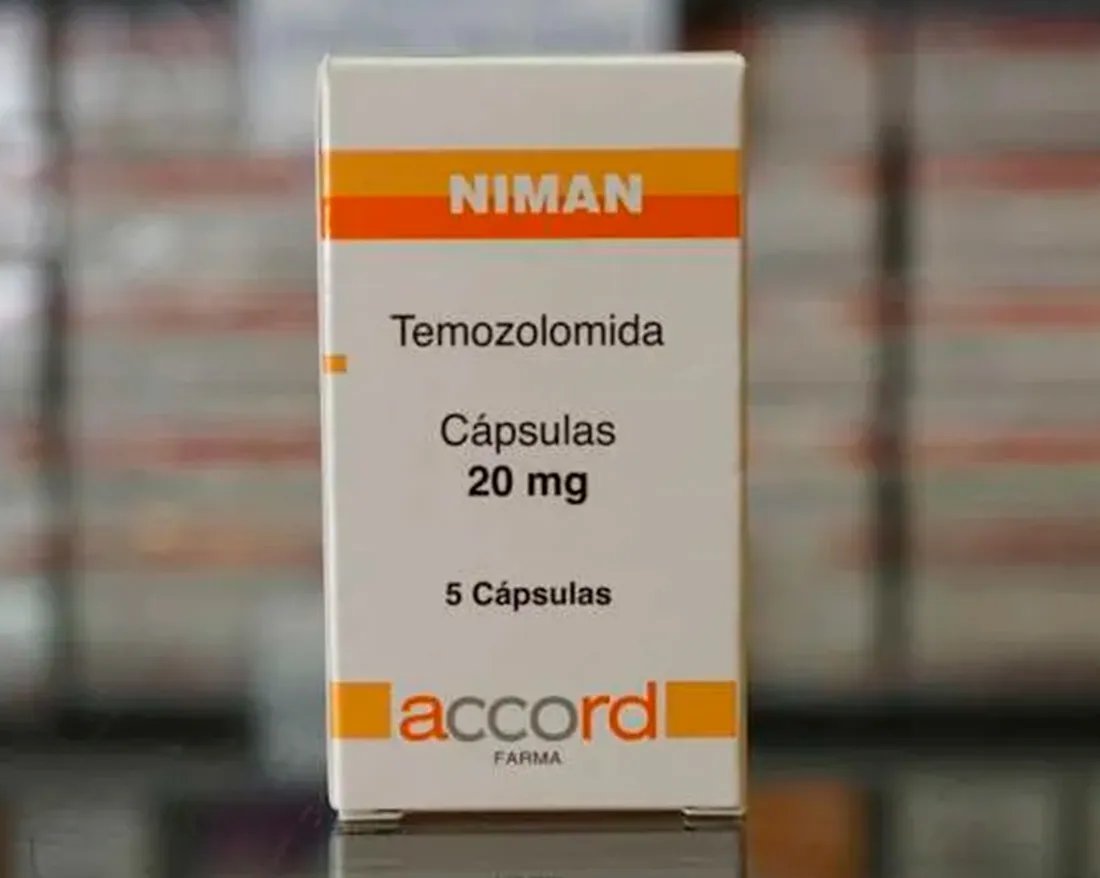 NIMAN
Temozolomida
Cápsulas
20 mg
5 Cápsulas
accord
FARMA